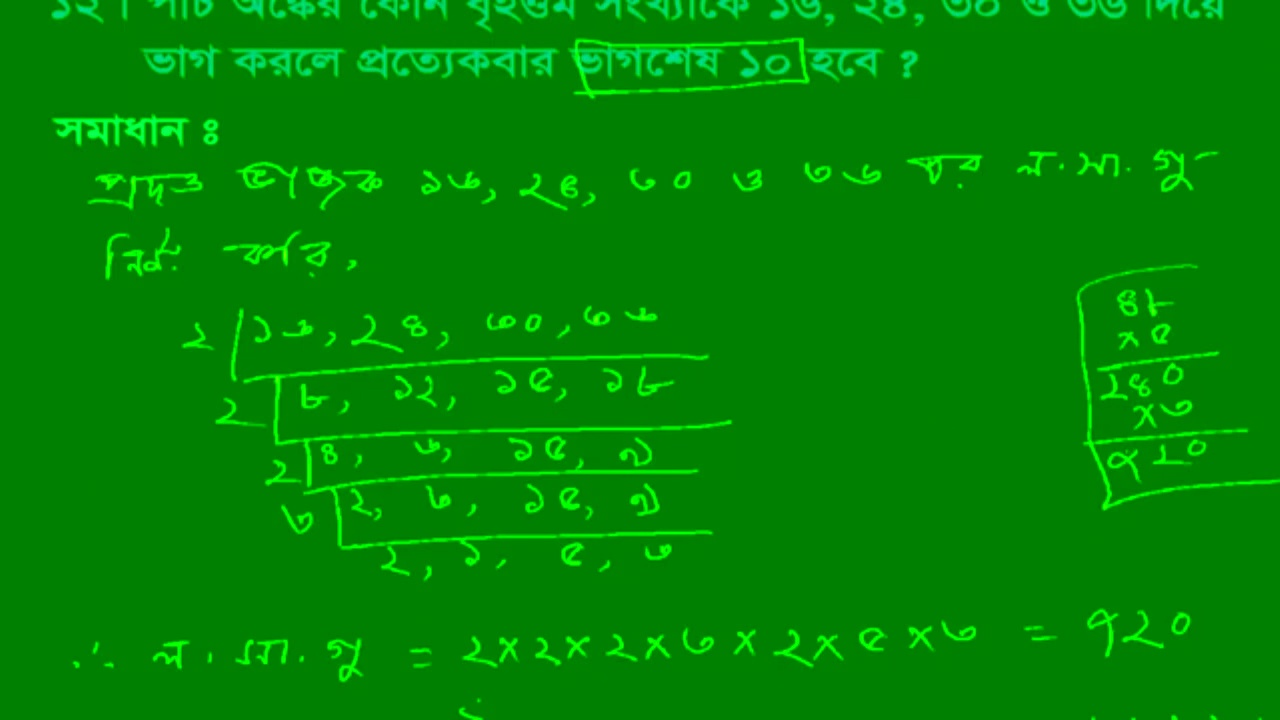 ১২। পাঁচ অঙ্কের কোন বৃহত্তম সংখ্যাকে ১৬, ২৪, ৩০ ও ৩৬ দিয়ে
ভাগ করলে প্রত্যেকবার ভাগশেষ ১০ হবে ?
সমাধান ঃ
প্রদত্ত ভাজক ১৬, ২৪, ৩০ ও ৩৬ এর ল.সা.গু
নির্ণয় করি,
২ ১৬, ২৪, ৩০, ৩৬
২ ৮, ১২, ১৫, ১৮
২ ৪, ৬, ১৫, ৯
৩ ২, ৩, ১৫, ৯
২, ১, ৫, ৩
৪৮
×৫
২৪০
×৩
৭২০
∴ ল.সা.গু = ২×২×২×৩×২×৫×৩ = ৭২০